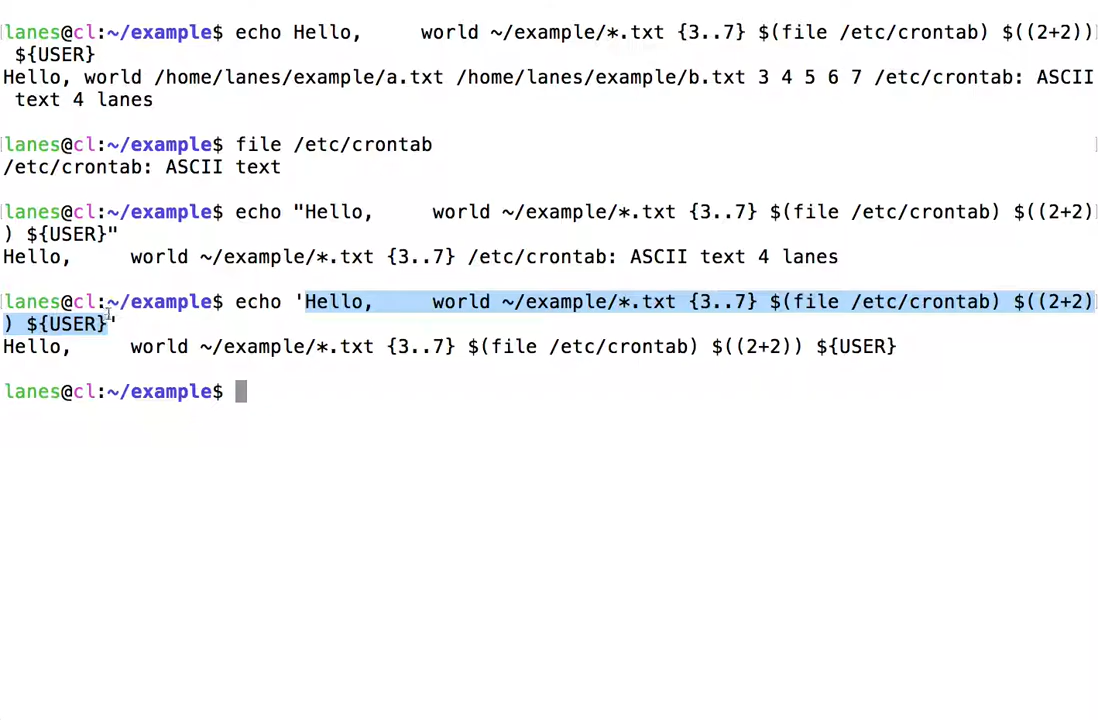 lanes@cl:~/example$ echo Hello,     world ~/example/*.txt {3..7} $(file /etc/crontab) $((2+2))
 ${USER}
Hello, world /home/lanes/example/a.txt /home/lanes/example/b.txt 3 4 5 6 7 /etc/crontab: ASCII
 text 4 lanes
lanes@cl:~/example$ file /etc/crontab
/etc/crontab: ASCII text
lanes@cl:~/example$ echo "Hello,     world ~/example/*.txt {3..7} $(file /etc/crontab) $((2+2)
) ${USER}"
Hello,     world ~/example/*.txt {3..7} /etc/crontab: ASCII text 4 lanes
lanes@cl:~/example$ echo 'Hello,     world ~/example/*.txt {3..7} $(file /etc/crontab) $((2+2)
) ${USER}'
Hello,     world ~/example/*.txt {3..7} $(file /etc/crontab) $((2+2)) ${USER}
lanes@cl:~/example$